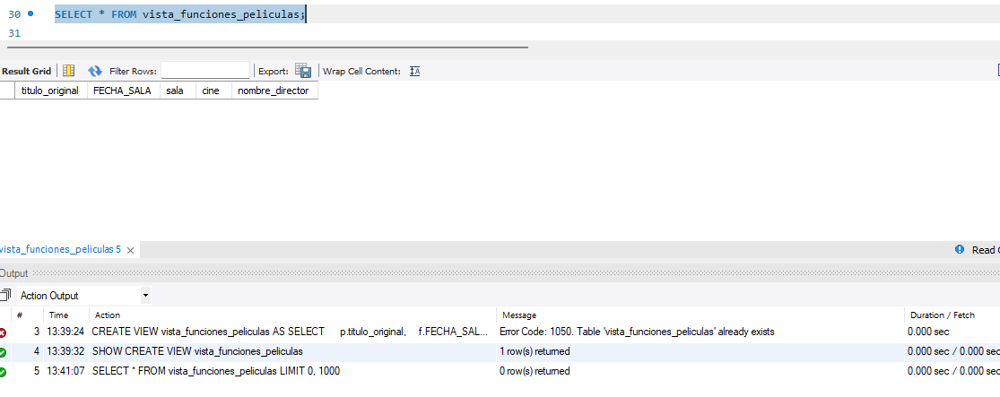 30 SELECT * FROM vista_funciones_peliculas;
31
Result Grid Filter Rows: Export: Wrap Cell Content:
titulo_original FECHA_SALA sala cine nombre_director
vista_funciones_peliculas 5
Read
Output
Action Output
# Time Action Message Duration / Fetch
3 13:39:24 CREATE VIEW vista_funciones_peliculas AS SELECT p.titulo_original, f.FECHA_SAL... Error Code: 1050. Table 'vista_funciones_peliculas' already exists 0.000 sec
4 13:39:32 SHOW CREATE VIEW vista_funciones_peliculas 1 row(s) returned 0.000 sec / 0.000 sec
5 13:41:07 SELECT * FROM vista_funciones_peliculas LIMIT 0, 1000 0 row(s) returned 0.000 sec / 0.000 sec